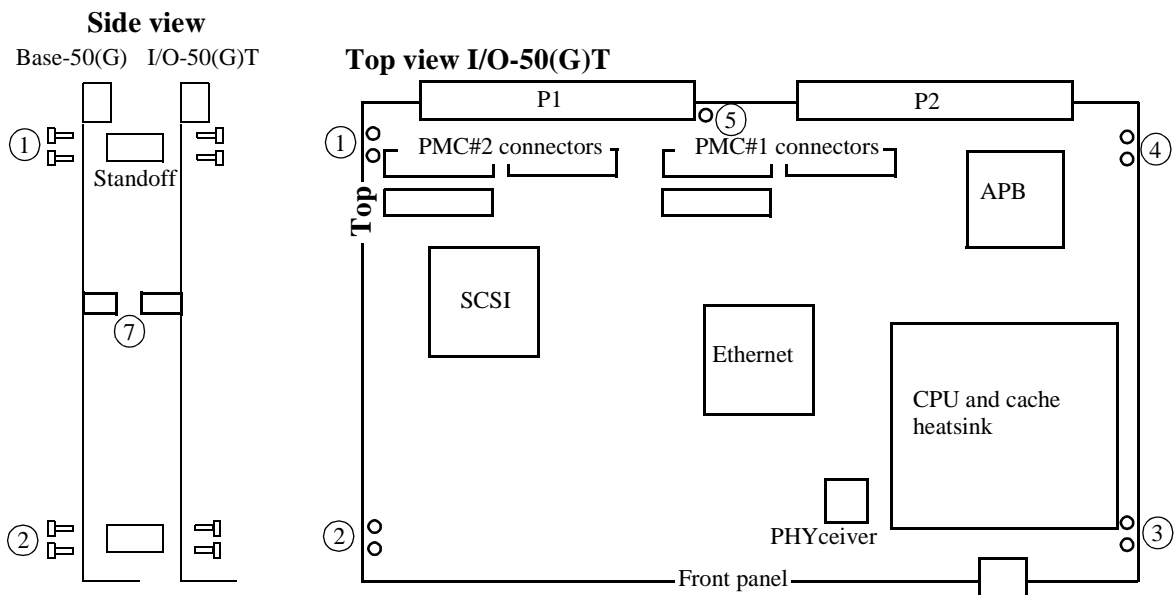 Side view
Base-50(G) I/O-50(G)T
1
Standoff
7
2
Top view I/O-50(G)T
P1
P2
5
1
PMC#2 connectors
PMC#1 connectors
4
Top
APB
SCSI
Ethernet
CPU and cache
heatsink
2
PHYceiver
3
Front panel